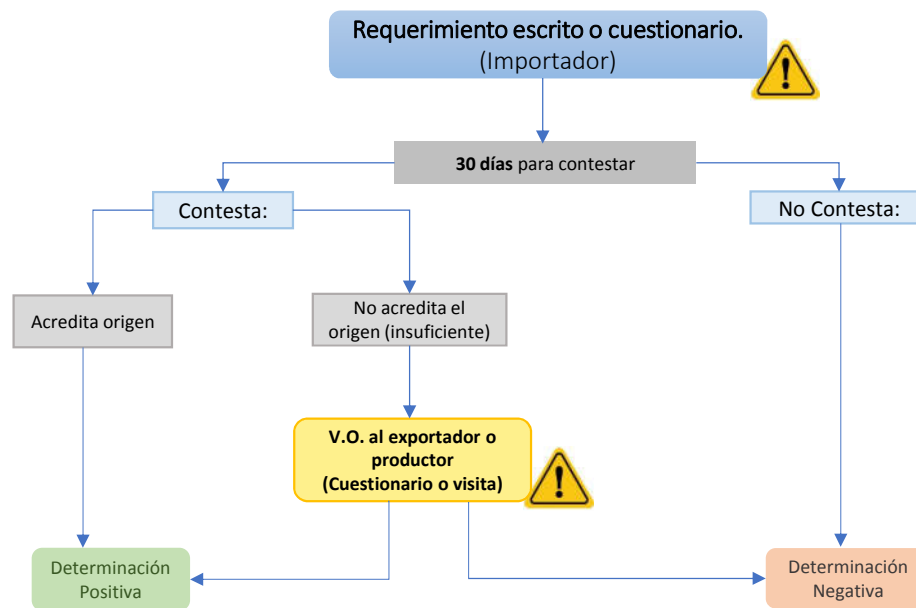 Requerimiento escrito o cuestionario.
(Importador)
30 días para contestar
Contesta:
No Contesta:
Acredita origen
No acredita el
origen (insuficiente)
V.O. al exportador o
productor
(Cuestionario o visita)
Determinación
Positiva
Determinación
Negativa